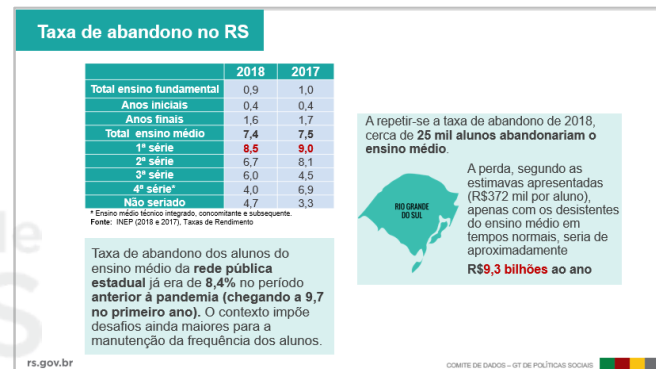 Taxa de abandono no RS
2018 2017
Total ensino fundamental 0,9 1,0
Anos iniciais 0,4 0,4
Anos finais 1,6 1,7
Total ensino médio 7,4 7,5
1ª série 8,5 9,0
2ª série 6,7 8,1
3ª série 6,0 4,5
4ª série* 4,0 6,9
Não seriado 4,7 3,3
* Ensino médio técnico integrado, concomitante e subsequente.
Fonte: INEP (2018 e 2017), Taxas de Rendimento
Taxa de abandono dos alunos do
ensino médio da rede pública
estadual já era de 8,4% no período
anterior à pandemia (chegando a 9,7
no primeiro ano). O contexto impõe
desafios ainda maiores para a
manutenção da frequência dos alunos.
A repetir-se a taxa de abandono de 2018,
cerca de 25 mil alunos abandonariam o
ensino médio.
RIO GRANDE
DO SUL
A perda, segundo as
estimavas apresentadas
(R$372 mil por aluno),
apenas com os desistentes
do ensino médio em
tempos normais, seria de
aproximadamente
R$9,3 bilhões ao ano
rs.gov.br
COMITE DE DADOS – GT DE POLÍTICAS SOCIAIS